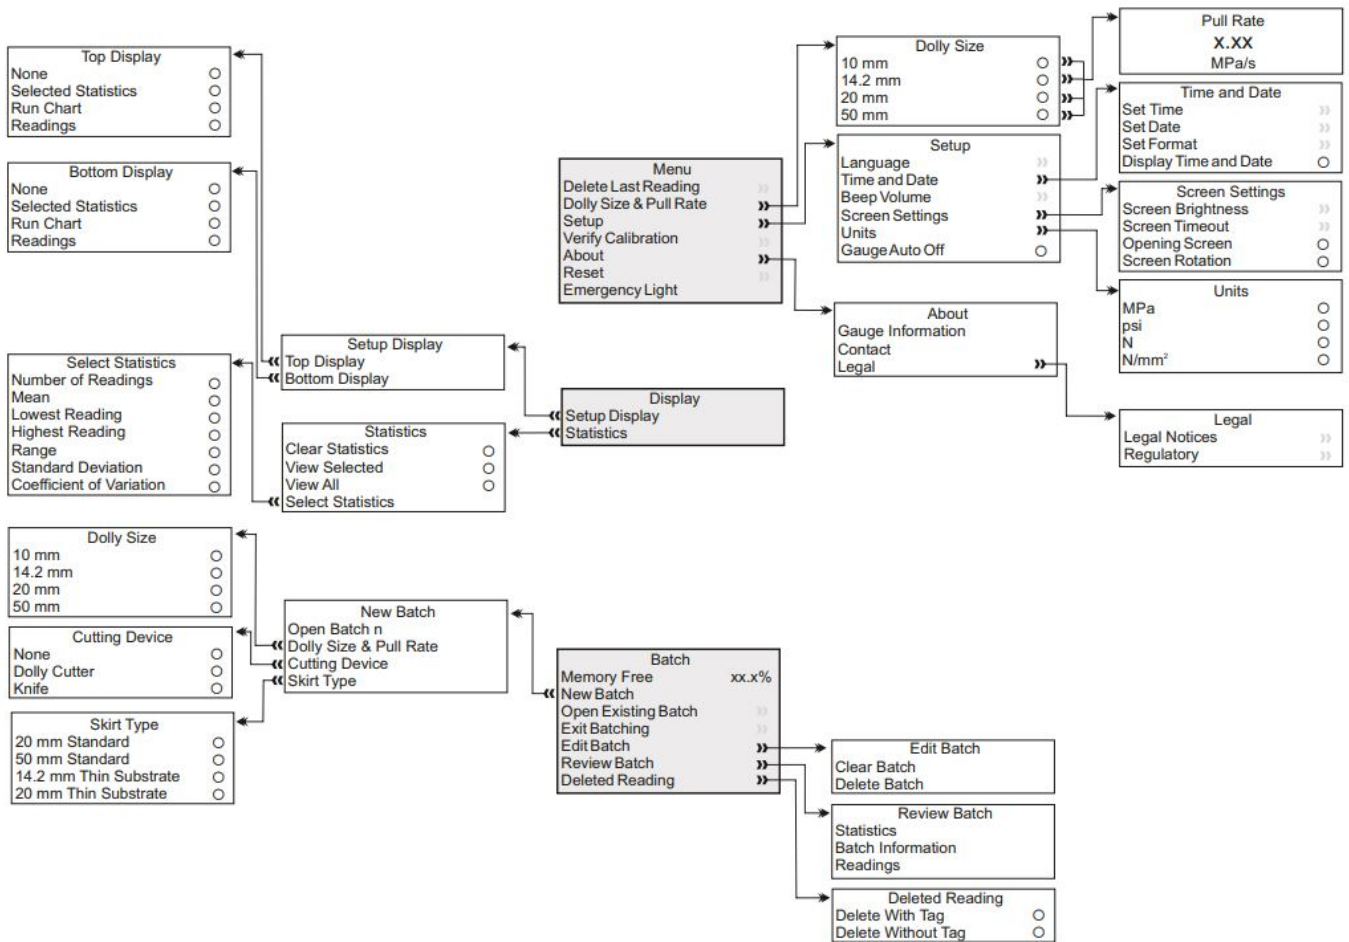 Top Display
None
Selected Statistics
Run Chart
Readings
Bottom Display
None
Selected Statistics
Run Chart
Readings
Select Statistics
Number of Readings
Mean
Lowest Reading
Highest Reading
Range
Standard Deviation
Coefficient of Variation
Setup Display
Top Display
Bottom Display
Statistics
Clear Statistics
View Selected
View All
Select Statistics
Display
Setup Display
Statistics
Menu
Delete Last Reading
Dolly Size & Pull Rate
Setup
Verify Calibration
About
Reset
Emergency Light
Dolly Size
10 mm
14.2 mm
20 mm
50 mm
Pull Rate
X.XX
MPa/s
Setup
Language
Time and Date
Beep Volume
Screen Settings
Units
Gauge Auto Off
Time and Date
Set Time
Set Date
Set Format
Display Time and Date
Screen Settings
Screen Brightness
Screen Timeout
Opening Screen
Screen Rotation
Units
MPa
psi
N
N/mm²
About
Gauge Information
Contact
Legal
Legal
Legal Notices
Regulatory
Dolly Size
10 mm
14.2 mm
20 mm
50 mm
Cutting Device
None
Dolly Cutter
Knife
Skirt Type
20 mm Standard
50 mm Standard
14.2 mm Thin Substrate
20 mm Thin Substrate
New Batch
Open Batch n
Dolly Size & Pull Rate
Cutting Device
Skirt Type
Batch
Memory Free xx.x%
New Batch
Open Existing Batch
Exit Batching
Edit Batch
Review Batch
Deleted Reading
Edit Batch
Clear Batch
Delete Batch
Review Batch
Statistics
Batch Information
Readings
Deleted Reading
Delete With Tag
Delete Without Tag